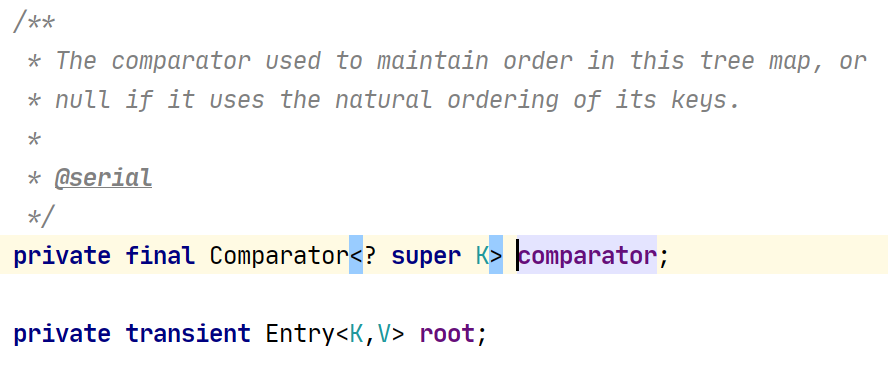 /**
 * The comparator used to maintain order in this tree map, or
 * null if it uses the natural ordering of its keys.
 *
 * @serial
 */
private final Comparator<? super K> comparator;
private transient Entry<K,V> root;